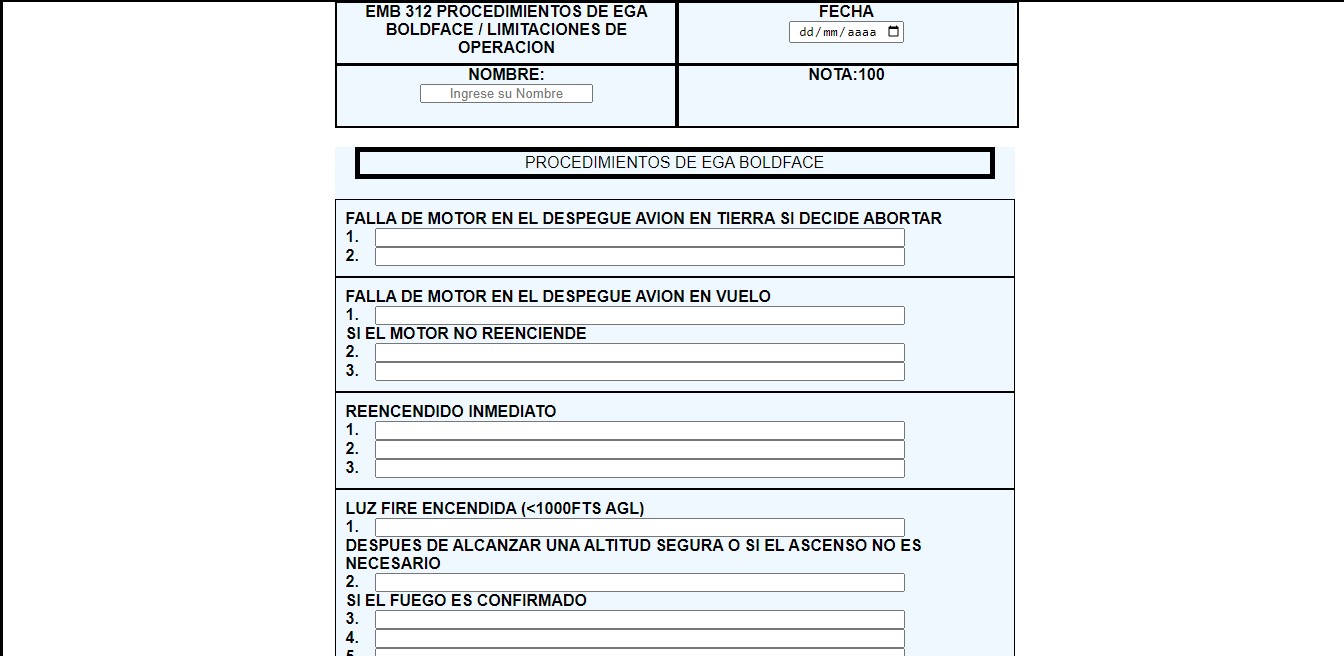 EMB 312 PROCEDIMIENTOS DE EGA
BOLDFACE / LIMITACIONES DE
OPERACION
FECHA
dd/mm/aaaa
NOMBRE:
Ingrese su Nombre
NOTA:100
PROCEDIMIENTOS DE EGA BOLDFACE
FALLA DE MOTOR EN EL DESPEGUE AVION EN TIERRA SI DECIDE ABORTAR
1.
2.
FALLA DE MOTOR EN EL DESPEGUE AVION EN VUELO
1.
SI EL MOTOR NO REENCIENDE
2.
3.
REENCENDIDO INMEDIATO
1.
2.
3.
LUZ FIRE ENCENDIDA (<1000FTS AGL)
1.
DESPUES DE ALCANZAR UNA ALTITUD SEGURA O SI EL ASCENSO NO ES
NECESARIO
2.
SI EL FUEGO ES CONFIRMADO
3.
4.
5.